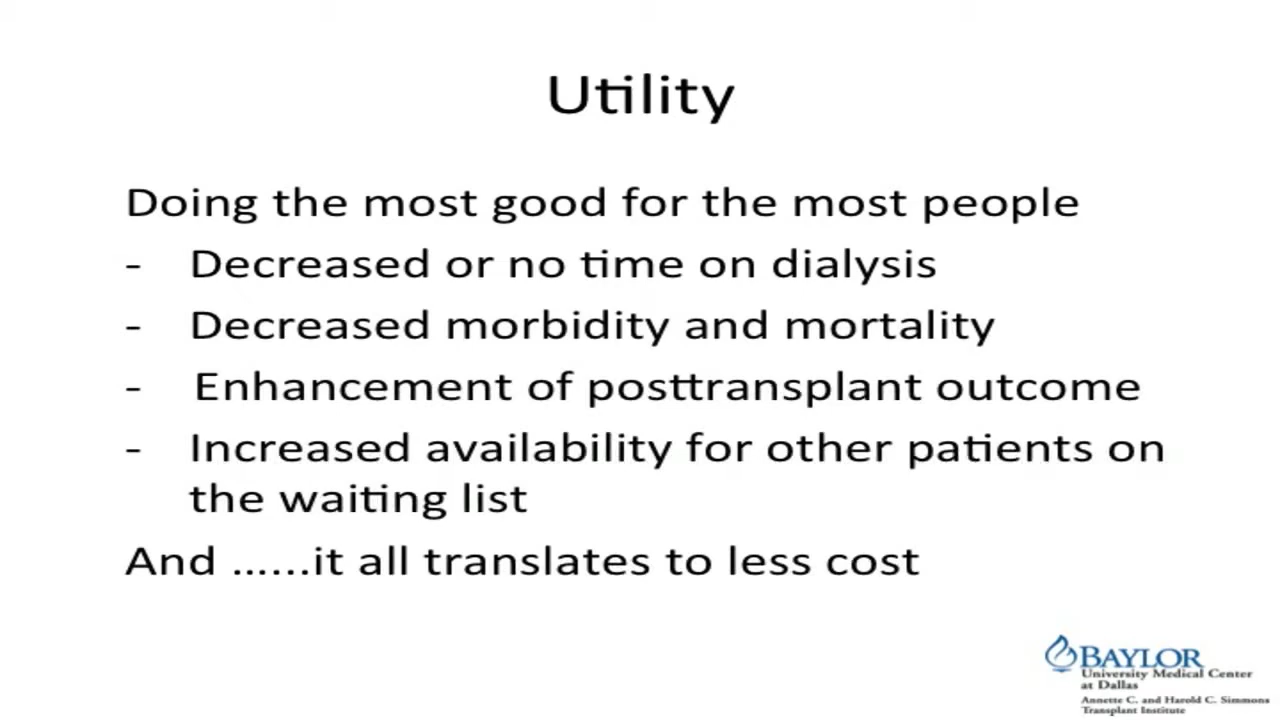 Utility
Doing the most good for the most people
- Decreased or no time on dialysis
- Decreased morbidity and mortality
- Enhancement of posttransplant outcome
- Increased availability for other patients on
the waiting list
And ......it all translates to less cost
BAYLOR
University Medical Center
at Dallas
Annette C. and Harold C. Simmons
Transplant Institute